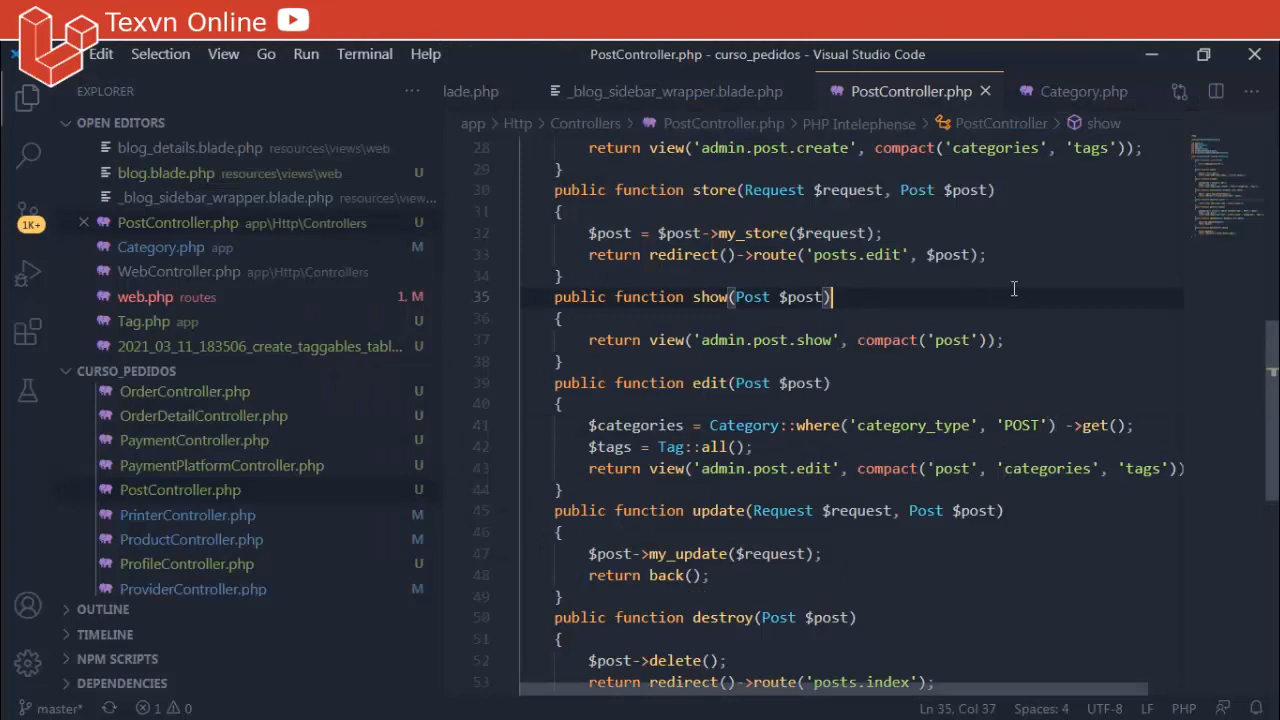 Texvn Online
Edit Selection View Go Run Terminal Help
PostController.php - curso_pedidos - Visual Studio Code
EXPLORER
lade.php _blog_sidebar_wrapper.blade.php PostController.php Category.php
OPEN EDITORS
blog_details.blade.php resources\views\web
blog.blade.php resources\views\web U
_blog_sidebar_wrapper.blade.php resources\view...
PostController.php app\Http\Controllers U
Category.php app M
WebController.php app\Http\Controllers
web.php routes 1, M
Tag.php app U
2021_03_11_183506_create_taggables_tabl... U
CURSO_PEDIDOS
OrderController.php U
OrderDetailController.php U
PaymentController.php U
PaymentPlatformController.php U
PostController.php U
PrinterController.php M
ProductController.php M
ProfileController.php U
ProviderController.php M
OUTLINE
TIMELINE
NPM SCRIPTS
DEPENDENCIES
1K+
app > Http > Controllers > PostController.php > PHP Intelephense > PostController > show
28 return view('admin.post.create', compact('categories', 'tags'));
29 }
30 public function store(Request $request, Post $post)
31 {
32 $post = $post->my_store($request);
33 return redirect()->route('posts.edit', $post);
34 }
35 public function show(Post $post)
36 {
37 return view('admin.post.show', compact('post'));
38 }
39 public function edit(Post $post)
40 {
41 $categories = Category::where('category_type', 'POST') ->get();
42 $tags = Tag::all();
43 return view('admin.post.edit', compact('post', 'categories', 'tags'))
44 }
45 public function update(Request $request, Post $post)
46 {
47 $post->my_update($request);
48 return back();
49 }
50 public function destroy(Post $post)
51 {
52 $post->delete();
53 return redirect()->route('posts.index');
master* 1 0 Ln 35, Col 37 Spaces: 4 UTF-8 LF PHP